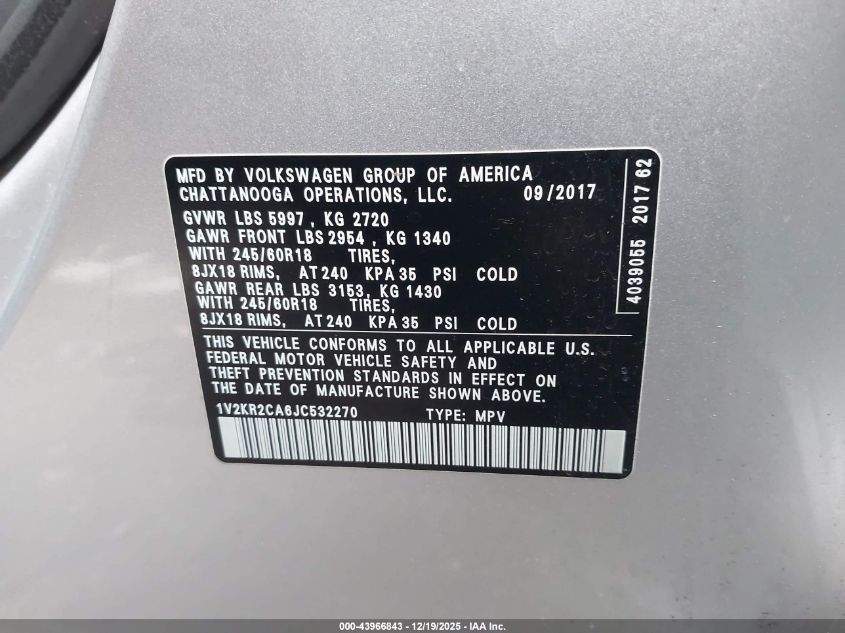 MFD BY VOLKSWAGEN GROUP OF AMERICA
CHATTANOOGA OPERATIONS, LLC. 09/2017
GVWR LBS 5997, KG 2720
GAWR FRONT LBS 2954, KG 1340
WITH 245/60R18 TIRES,
8JX18 RIMS, AT 240 KPA 35 PSI COLD
GAWR REAR LBS 3153, KG 1430
WITH 245/60R18 TIRES,
8JX18 RIMS, AT 240 KPA 35 PSI COLD
THIS VEHICLE CONFORMS TO ALL APPLICABLE U.S.
FEDERAL MOTOR VEHICLE SAFETY AND
THEFT PREVENTION STANDARDS IN EFFECT ON
THE DATE OF MANUFACTURE SHOWN ABOVE.
1V2KR2CA6JC532270 TYPE: MPV
4039055 2017 62
000-43966843 - 12/19/2025 - IAA Inc.